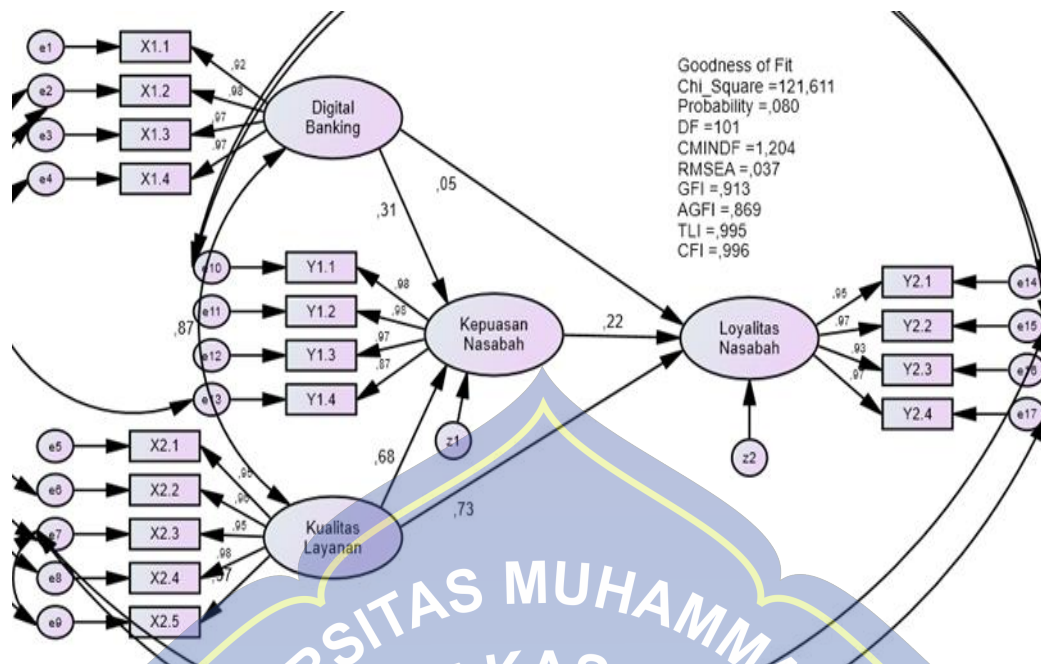 e1
X1.1
,92
e2
X1.2
,98
e3
X1.3
,97
e4
X1.4
,97
Digital
Banking
Goodness of Fit
Chi_Square =121,611
Probability =,080
DF =101
CMINDF =1,204
RMSEA =,037
GFI =,913
AGFI =,869
TLI =,995
CFI =,996
,05
,31
e10
Y1.1
,98
e11
Y1.2
e12
Y1.3
,97
e13
Y1.4
,87
,87
Kepuasan
Nasabah
z1
,22
Loyalitas
Nasabah
z2
Y2.1
,95
e14
Y2.2
,97
e15
Y2.3
,93
e16
Y2.4
,97
e17
,68
,73
e5
X2.1
e6
X2.2
e7
X2.3
,95
e8
X2.4
,98
e9
X2.5
,97
Kualitas
Layanan
RSITAS MUHAMMA
KAS